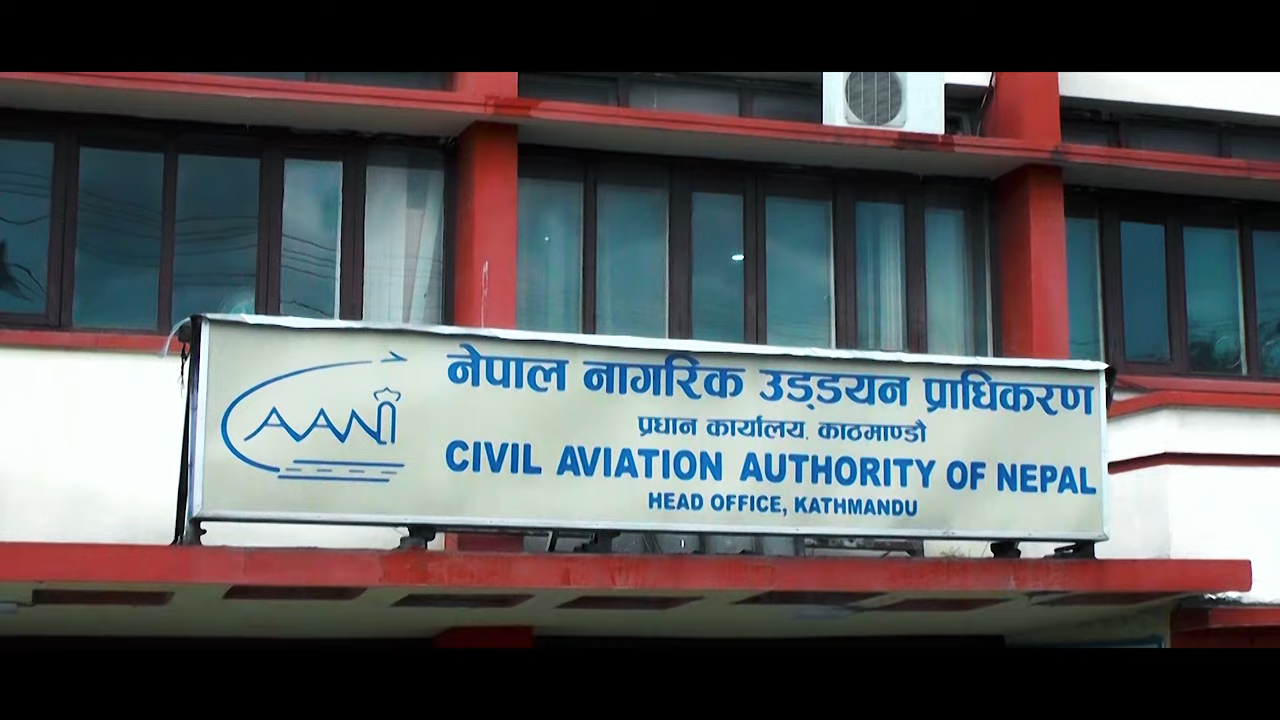 CAAN
नेपाल नागरिक उड्डयन प्राधिकरण
प्रधान कार्यालय, काठमाण्डौ
CIVIL AVIATION AUTHORITY OF NEPAL
HEAD OFFICE, KATHMANDU